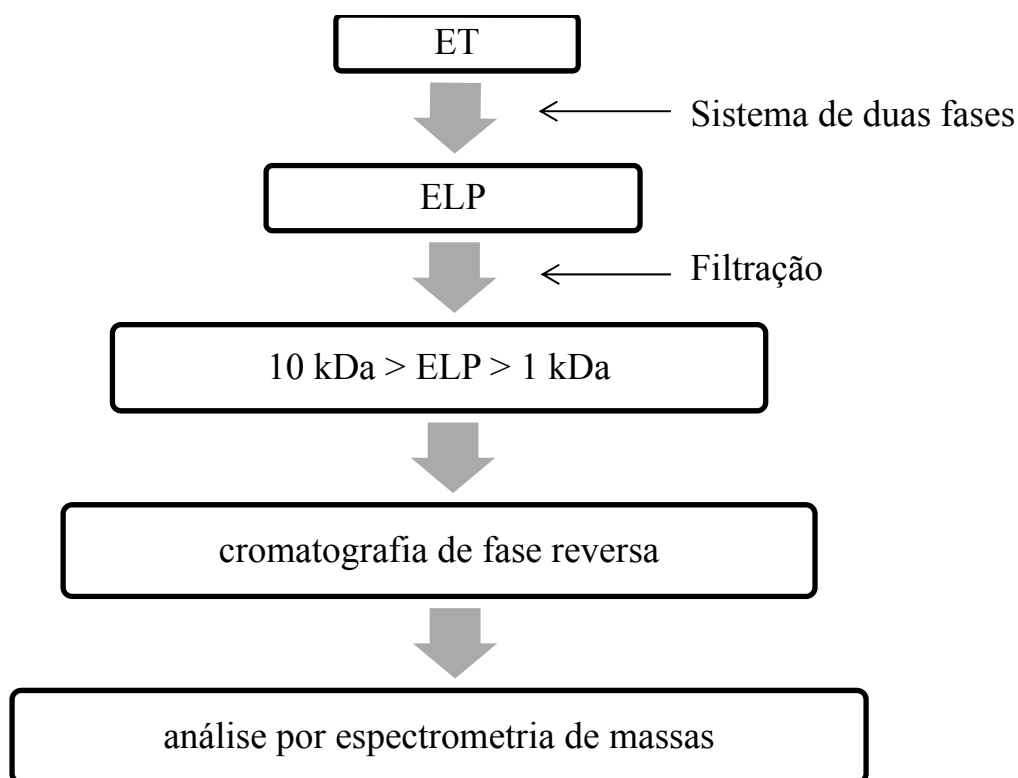 ET
Sistema de duas fases
ELP
Filtração
10 kDa > ELP > 1 kDa
cromatografia de fase reversa
análise por espectrometria de massas